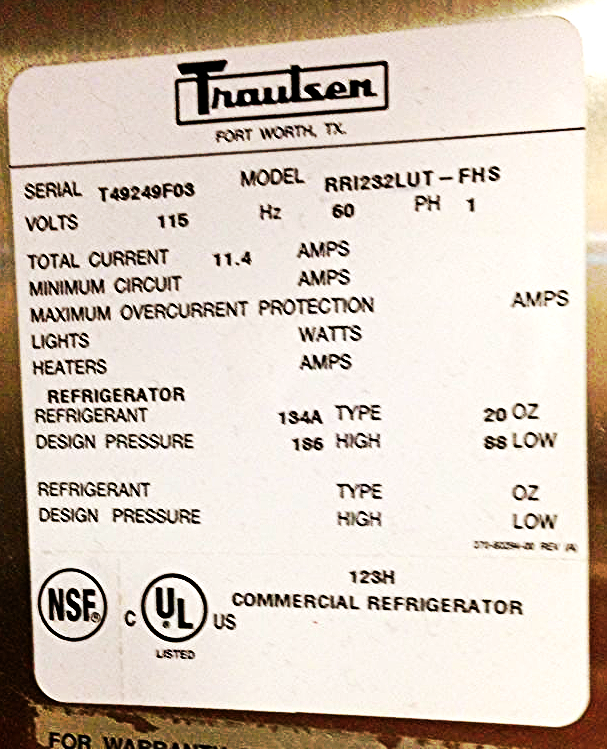 Traulsen
FORT WORTH, TX.
SERIAL T49249F03 MODEL RRI232LUT-FHS
VOLTS 115 Hz 60 PH 1
TOTAL CURRENT 11.4 AMPS
MINIMUM CIRCUIT AMPS
MAXIMUM OVERCURRENT PROTECTION AMPS
LIGHTS WATTS
HEATERS AMPS
REFRIGERATOR
REFRIGERANT 134A TYPE 20 OZ
DESIGN PRESSURE 186 HIGH 88 LOW
REFRIGERANT TYPE OZ
DESIGN PRESSURE HIGH LOW
REV (A)
123H
COMMERCIAL REFRIGERATOR
NSF®
C UL® US
LISTED
FOR WARRANTY